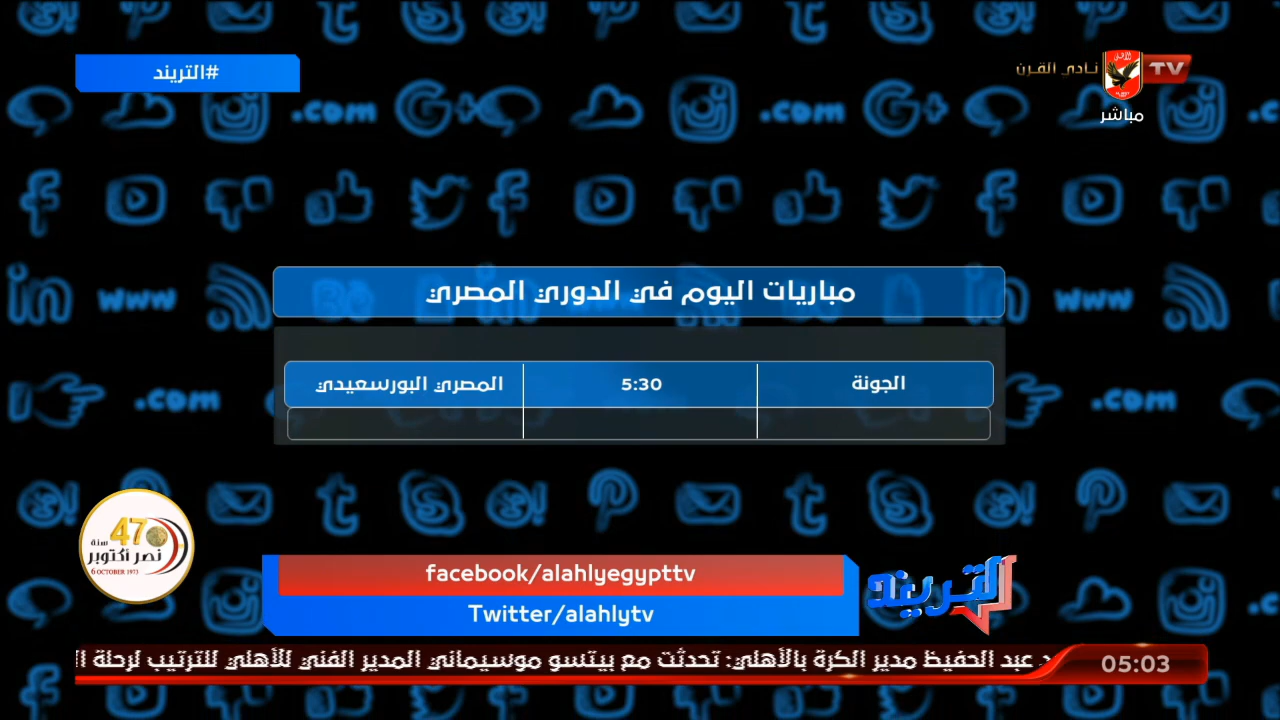 #التريند
نادي القرن
TV
مباشر
مباريات اليوم في الدوري المصري
الجونة
5:30
المصري البورسعيدي
47 سنة
نصر أكتوبر
6 OCTOBER 1973
facebook/alahlyegypttv
Twitter/alahlytv
التريند
05:03
عبد الحفيظ مدير الكرة بالأهلي: تحدثت مع بيتسو موسيماني المدير الفني للأهلي للترتيب لرحلة